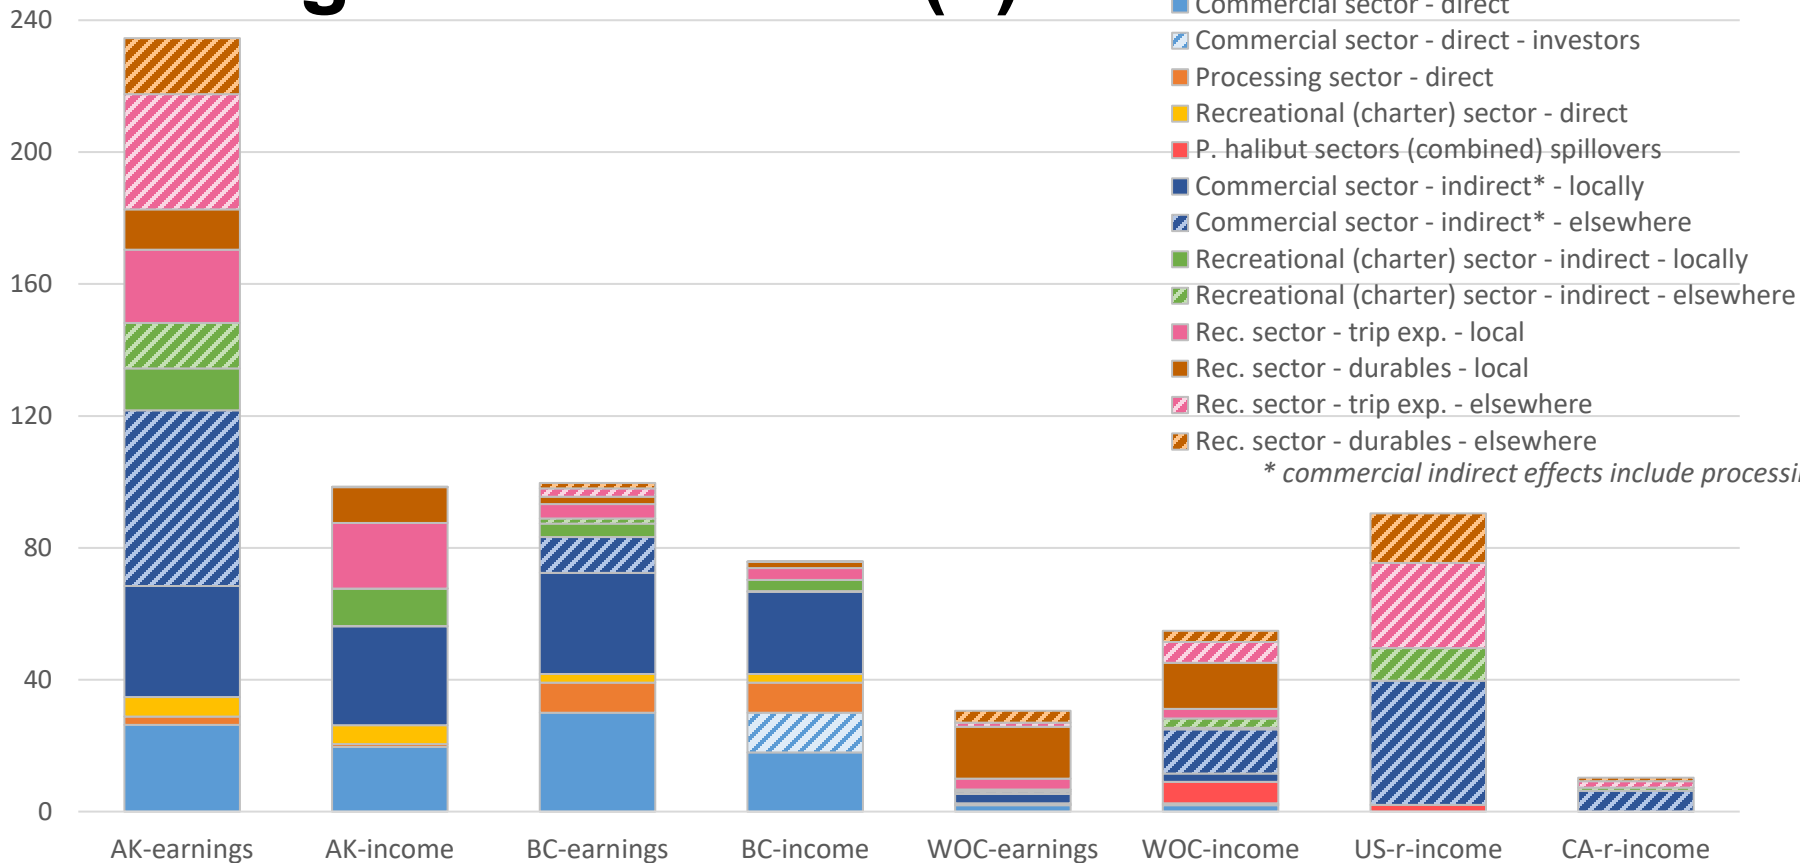 240
200
160
120
80
40
0
Commercial sector - direct
Commercial sector - direct - investors
Processing sector - direct
Recreational (charter) sector - direct
P. halibut sectors (combined) spillovers
Commercial sector - indirect* - locally
Commercial sector - indirect* - elsewhere
Recreational (charter) sector - indirect - locally
Recreational (charter) sector - indirect - elsewhere
Rec. sector - trip exp. - local
Rec. sector - durables - local
Rec. sector - trip exp. - elsewhere
Rec. sector - durables - elsewhere
* commercial indirect effects include
AK-earnings
AK-income
BC-earnings
BC-income
WOC-earnings
WOC-income
US-r-income
CA-r-income